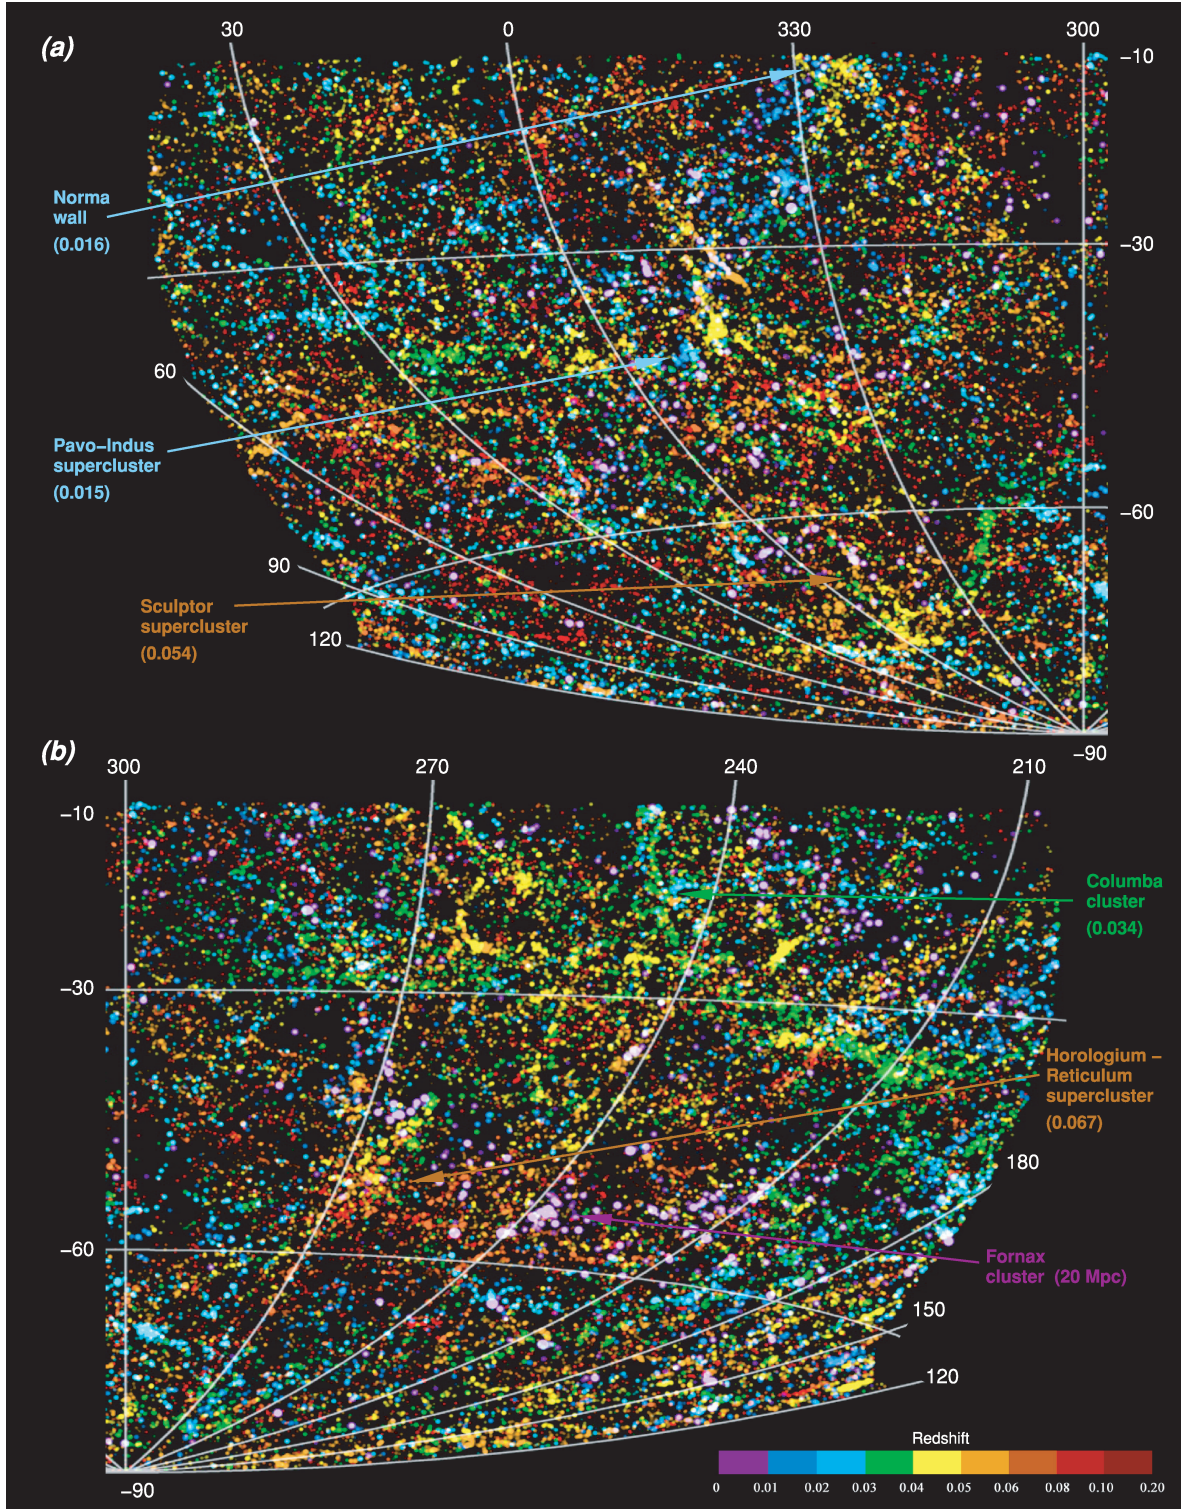 (a)
30
0
330
300
−10
Norma
wall
(0.016)
−30
60
Pavo–Indus
supercluster
(0.015)
−60
90
Sculptor
supercluster
(0.054)
120
−90
(b)
300
270
240
210
−10
Columba
cluster
(0.034)
−30
Horologium –
Reticulum
supercluster
(0.067)
180
−60
Fornax
cluster (20 Mpc)
150
120
−90
Redshift
0 0.01 0.02 0.03 0.04 0.05 0.06 0.08 0.10 0.20